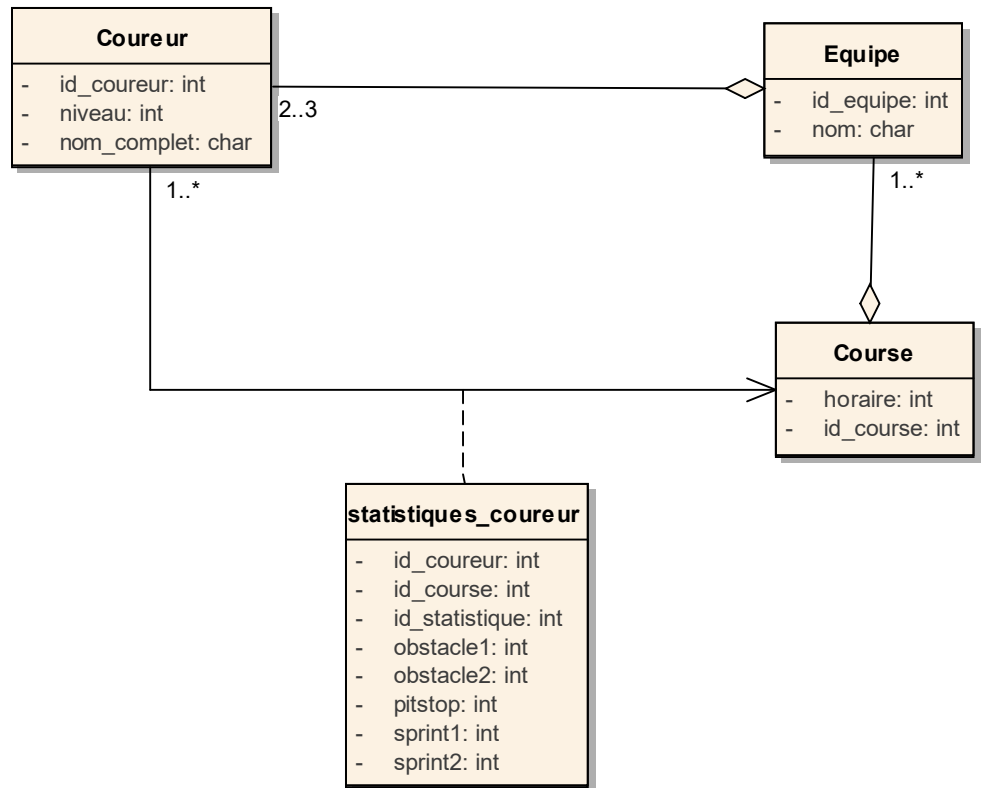 Coureur
- id_coureur: int
- niveau: int
- nom_complet: char
2..3
1..*
Equipe
- id_equipe: int
- nom: char
1..*
Course
- horaire: int
- id_course: int
statistiques_coureur
- id_coureur: int
- id_course: int
- id_statistique: int
- obstacle1: int
- obstacle2: int
- pitstop: int
- sprint1: int
- sprint2: int